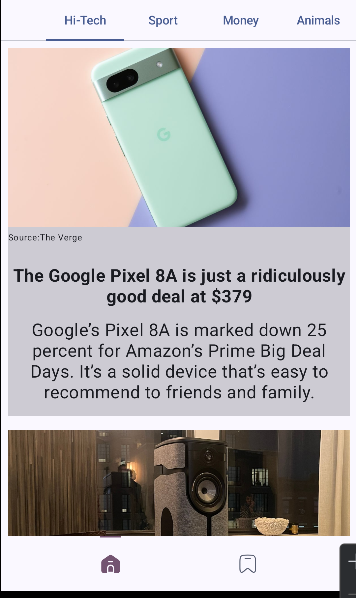 Hi-Tech Sport Money Animals
Source:The Verge
The Google Pixel 8A is just a ridiculously
good deal at $379
Google’s Pixel 8A is marked down 25
percent for Amazon’s Prime Big Deal
Days. It’s a solid device that’s easy to
recommend to friends and family.